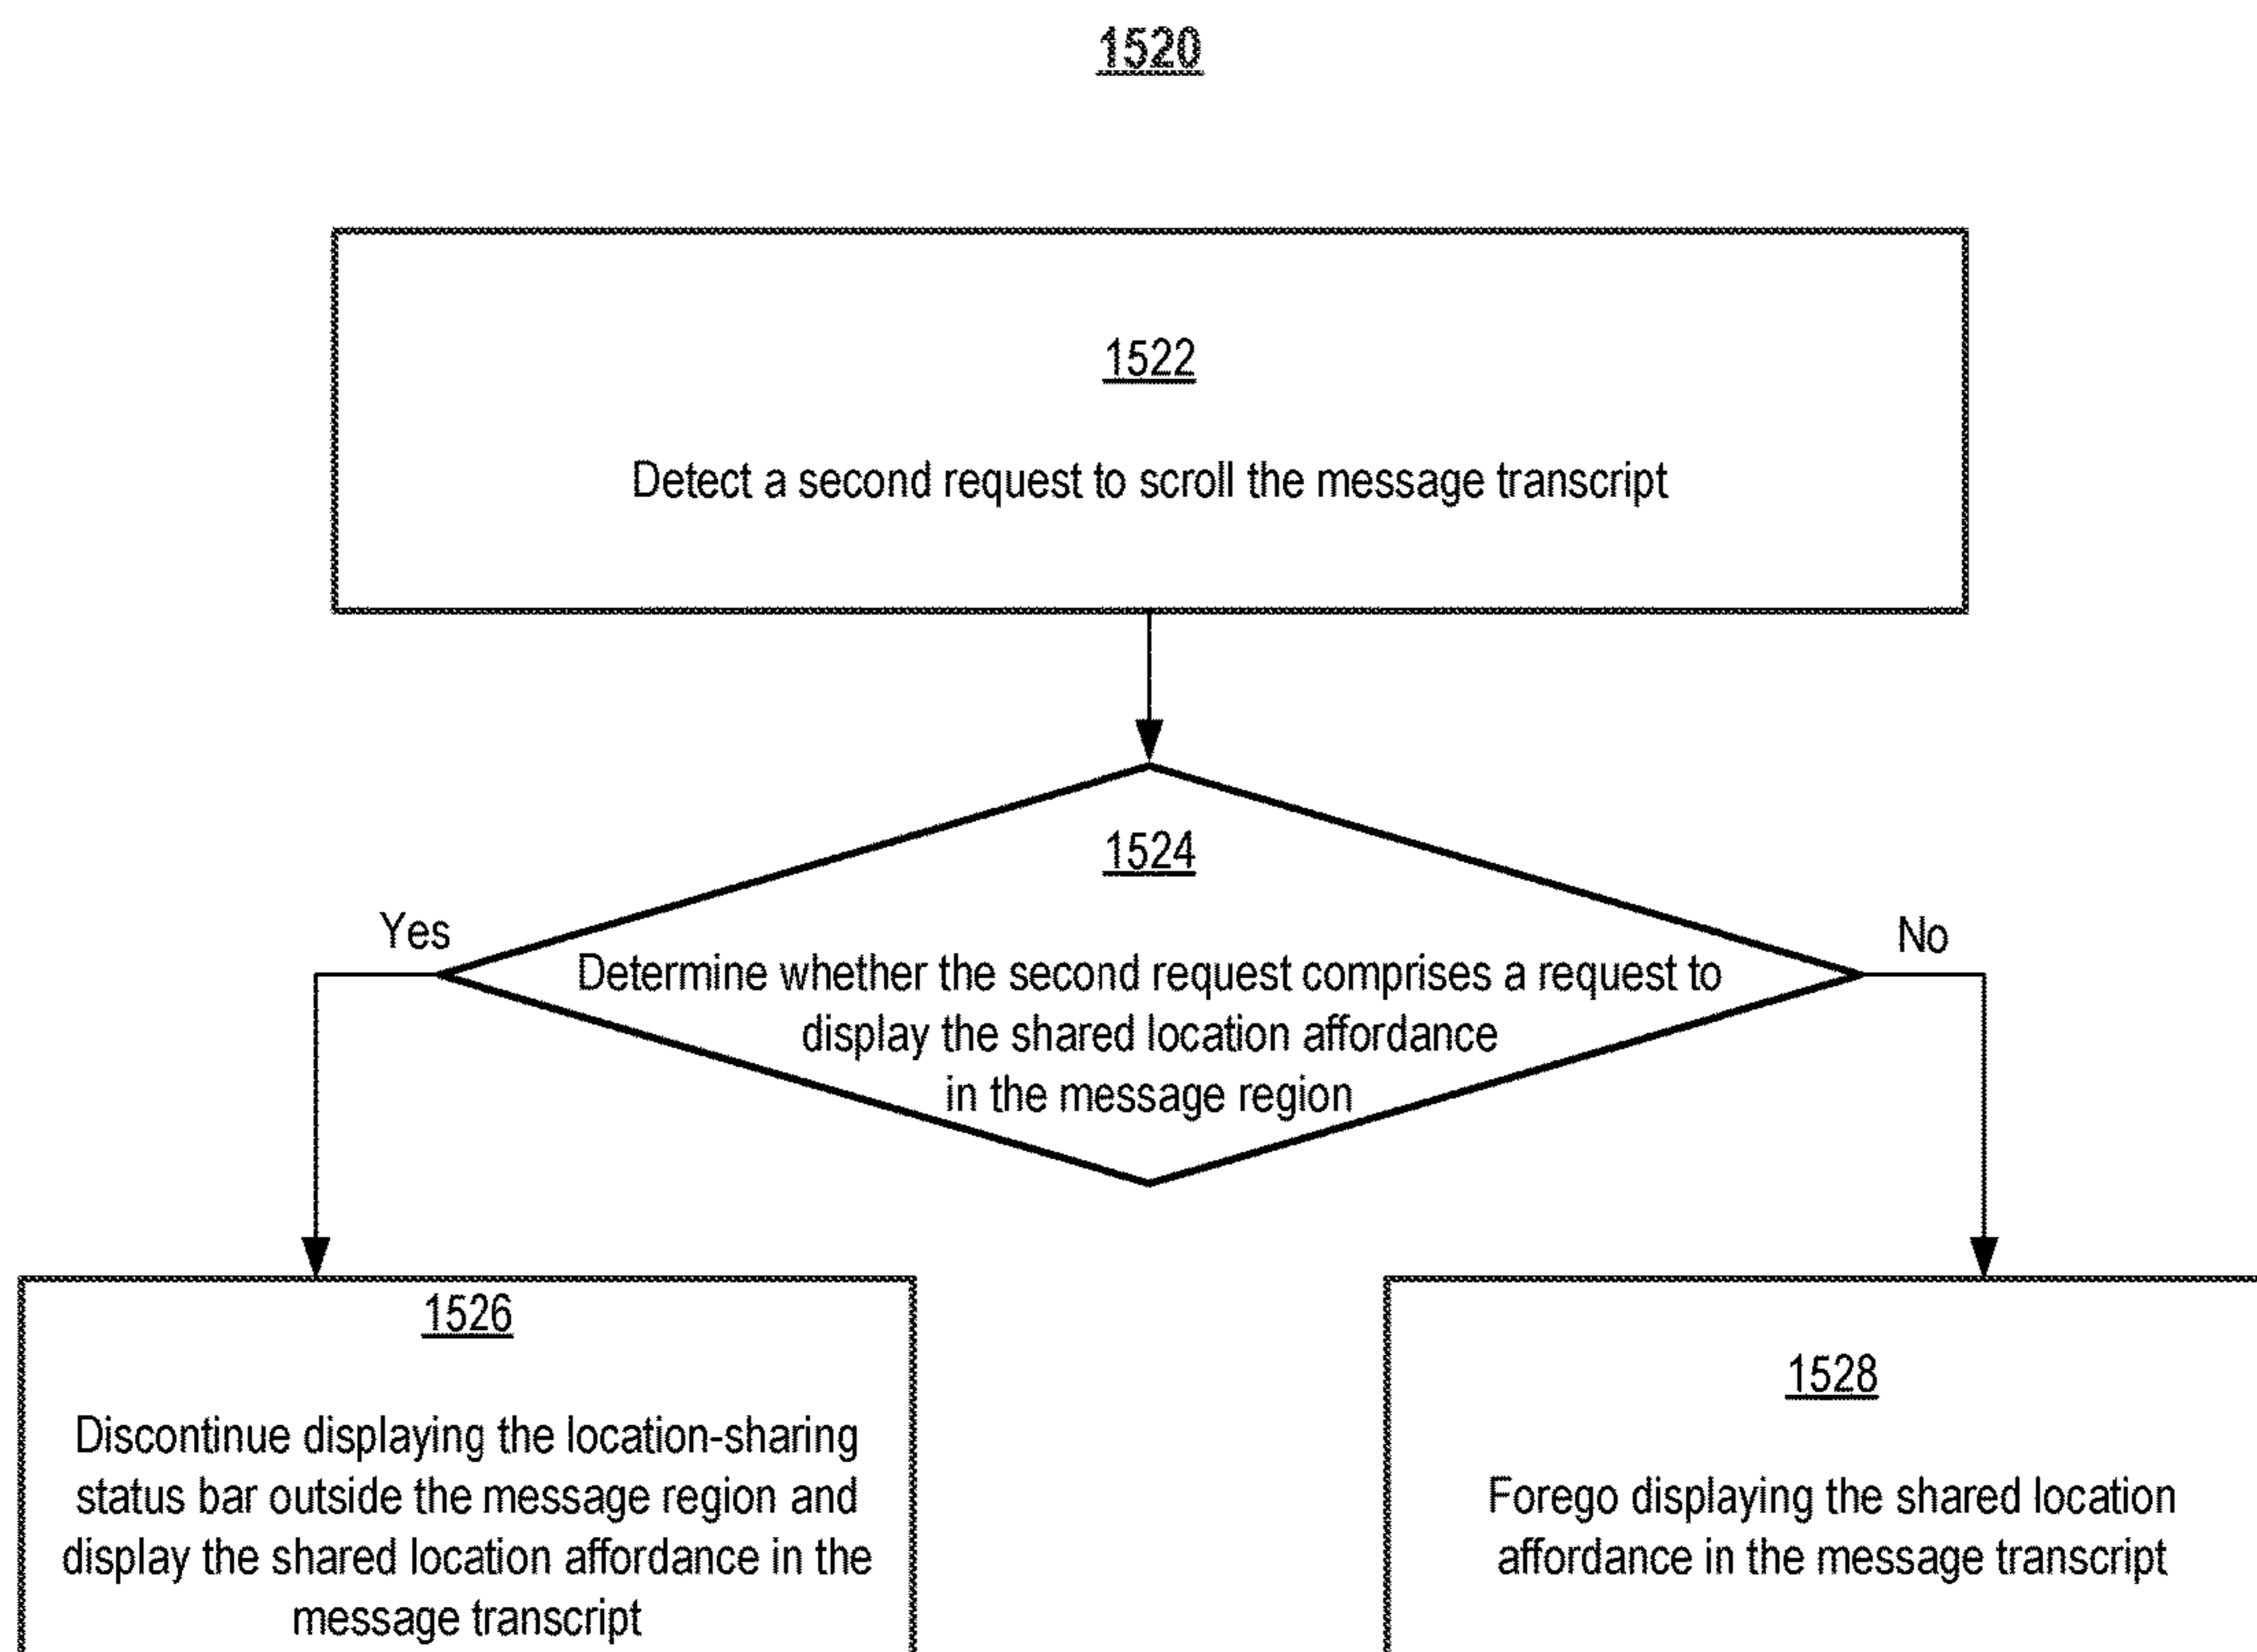 1520
1522
Detect a second request to scroll the message transcript
1524
Yes
No
Determine whether the second request comprises a request to
display the shared location affordance
in the message region
1526
Discontinue displaying the location-sharing
status bar outside the message region and
display the shared location affordance in the
message transcript
1528
Forego displaying the shared location
affordance in the message transcript